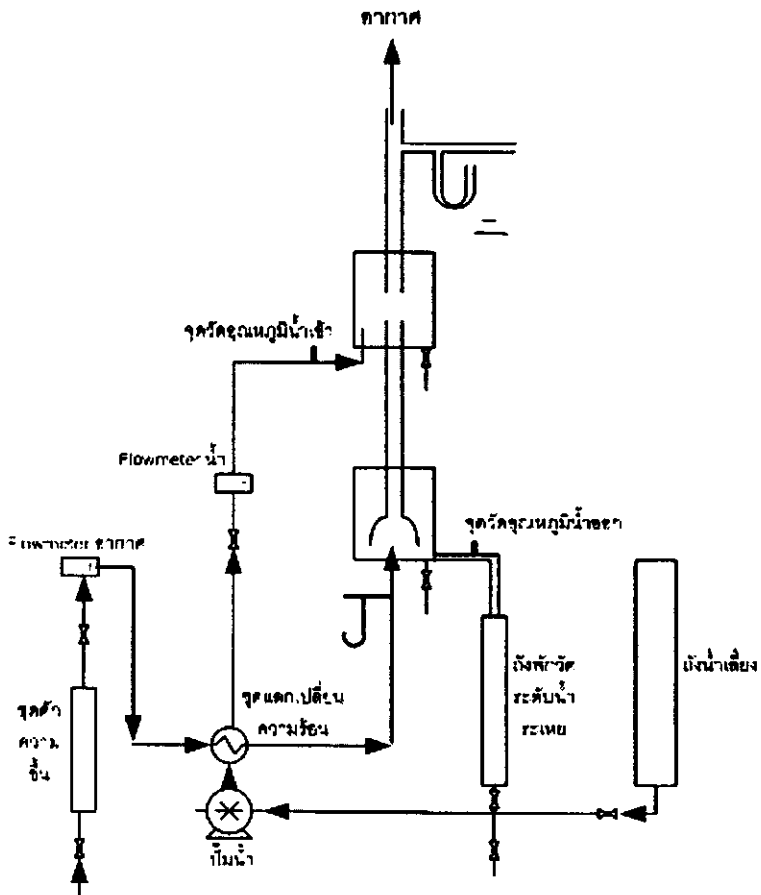 อากาศ
จุดวัดอุณหภูมิน้ำเข้า
Flowmeter น้ำ
จุดวัดอุณหภูมิน้ำออก
Flowmeter อากาศ
ถังพักวัด
ระดับน้ำ
ระเหย
ถังน้ำเลี้ยง
ชุดแลกเปลี่ยน
ความร้อน
ชุดดัก
ความ
ชื้น
ปั๊มน้ำ